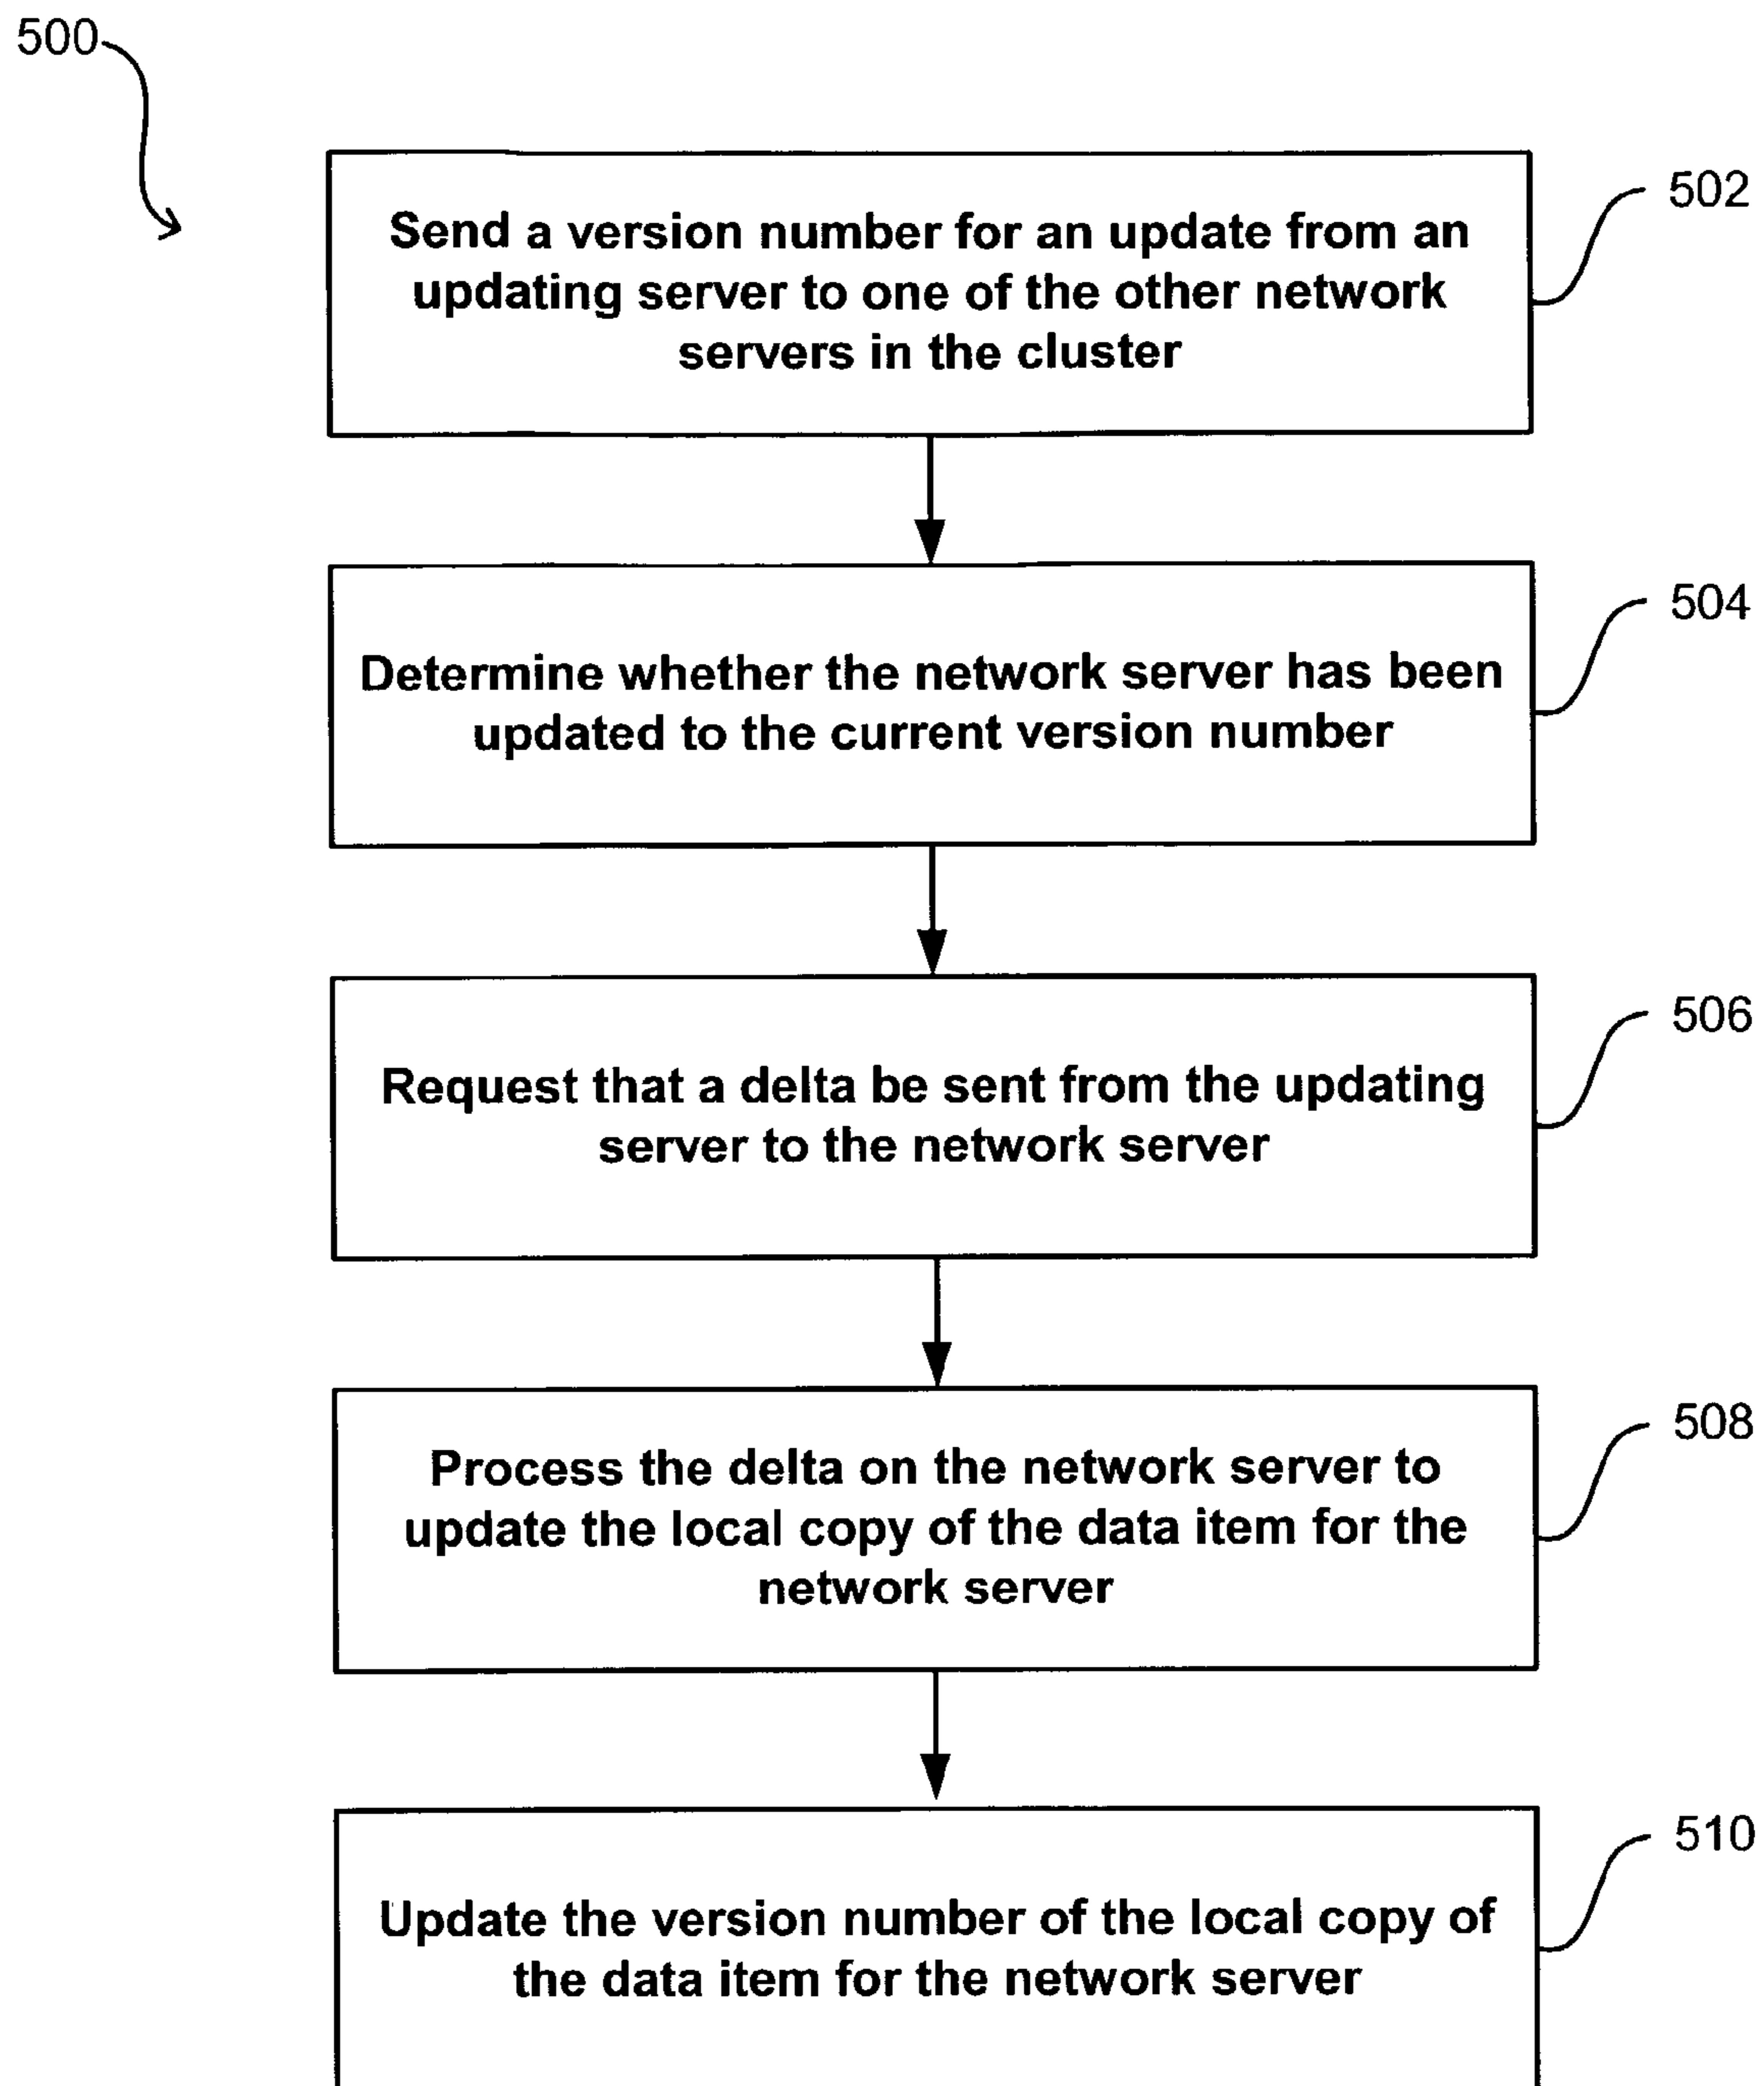 500
Send a version number for an update from an
updating server to one of the other network
servers in the cluster
502
Determine whether the network server has been
updated to the current version number
504
Request that a delta be sent from the updating
server to the network server
506
Process the delta on the network server to
update the local copy of the data item for the
network server
508
Update the version number of the local copy of
the data item for the network server
510